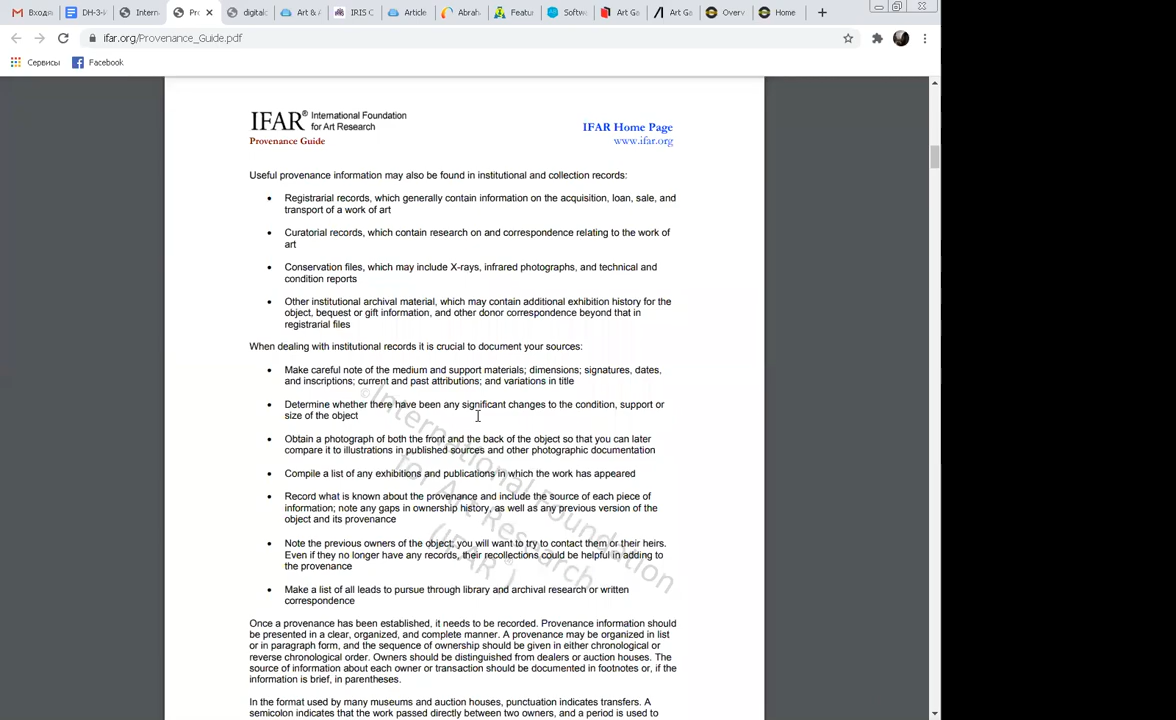 Входя
DH-3-I
Intern
Pro
digital
Art & A
IRIS C
Article
Abrah
Featur
Softw
Art Ga
Art Ga
Overv
Home
ifar.org/Provenance_Guide.pdf
Сервисы
Facebook
IFAR® International Foundation
for Art Research
Provenance Guide
IFAR Home Page
www.ifar.org
Useful provenance information may also be found in institutional and collection records:
• Registrarial records, which generally contain information on the acquisition, loan, sale, and
transport of a work of art
• Curatorial records, which contain research on and correspondence relating to the work of
art
• Conservation files, which may include X-rays, infrared photographs, and technical and
condition reports
• Other institutional archival material, which may contain additional exhibition history for the
object, bequest or gift information, and other donor correspondence beyond that in
registrarial files
When dealing with institutional records it is crucial to document your sources:
• Make careful note of the medium and support materials; dimensions; signatures, dates,
and inscriptions; current and past attributions; and variations in title
• Determine whether there have been any significant changes to the condition, support or
size of the object
• Obtain a photograph of both the front and the back of the object so that you can later
compare it to illustrations in published sources and other photographic documentation
• Compile a list of any exhibitions and publications in which the work has appeared
• Record what is known about the provenance and include the source of each piece of
information; note any gaps in ownership history, as well as any previous version of the
object and its provenance
• Note the previous owners of the object; you will want to try to contact them or their heirs.
Even if they no longer have any records, their recollections could be helpful in adding to
the provenance
• Make a list of all leads to pursue through library and archival research or written
correspondence
©International Foundation
for Art Research
(IFAR®)
Once a provenance has been established, it needs to be recorded. Provenance information should
be presented in a clear, organized, and complete manner. A provenance may be organized in list
or in paragraph form, and the sequence of ownership should be given in either chronological or
reverse chronological order. Owners should be distinguished from dealers or auction houses. The
source of information about each owner or transaction should be documented in footnotes or, if the
information is brief, in parentheses.
In the format used by many museums and auction houses, punctuation indicates transfers. A
semicolon indicates that the work passed directly between two owners, and a period is used to